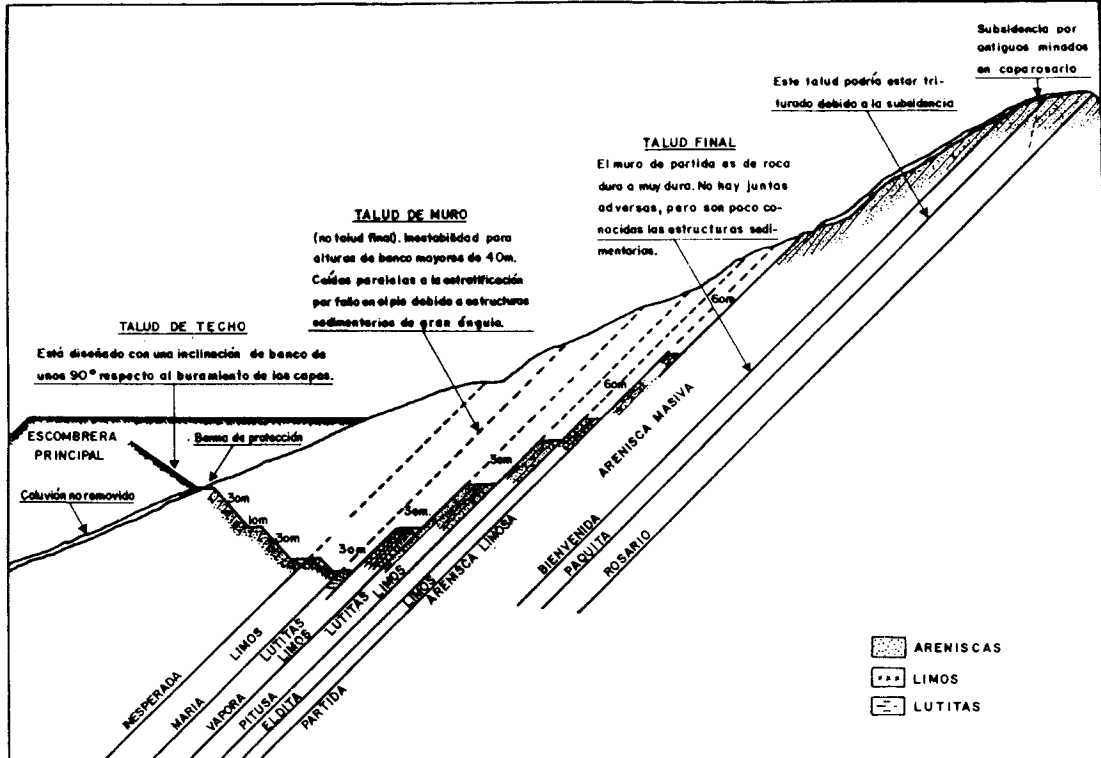 Subsidencia por
antiguos minados
en caparosario
Este talud podría estar tri-
turado debido a la subsidencia
TALUD FINAL
El muro de partida es de roca
dura a muy dura. No hay juntas
adversas, pero son poco co-
nocidas las estructuras sedi-
mentarias.
TALUD DE MURO
(no talud final). Inestabilidad para
alturas de banco mayores de 40m.
Caídas paralelas a la estratificación
por fallo en el pie debido a estructuras
sedimentarias de gran ángulo.
TALUD DE TECHO
Está diseñado con una inclinación de banco de
unos 90° respecto al buramiento de las capas.
ESCOMBRERA
PRINCIPAL
Berma de protección
Coluvión no removido
30m
10m
30m
30m
30m
30m
60m
60m
INESPERADA
LIMOS
MARIA
LUTITAS
LIMOS
VAPORA
LUTITAS
PITUSA
LIMOS
ELDITA
LIMOS
PARTIDA
ARENISCA LIMOSA
ARENISCA MASIVA
BIENVENIDA
PAQUITA
ROSARIO
ARENISCAS
LIMOS
LUTITAS